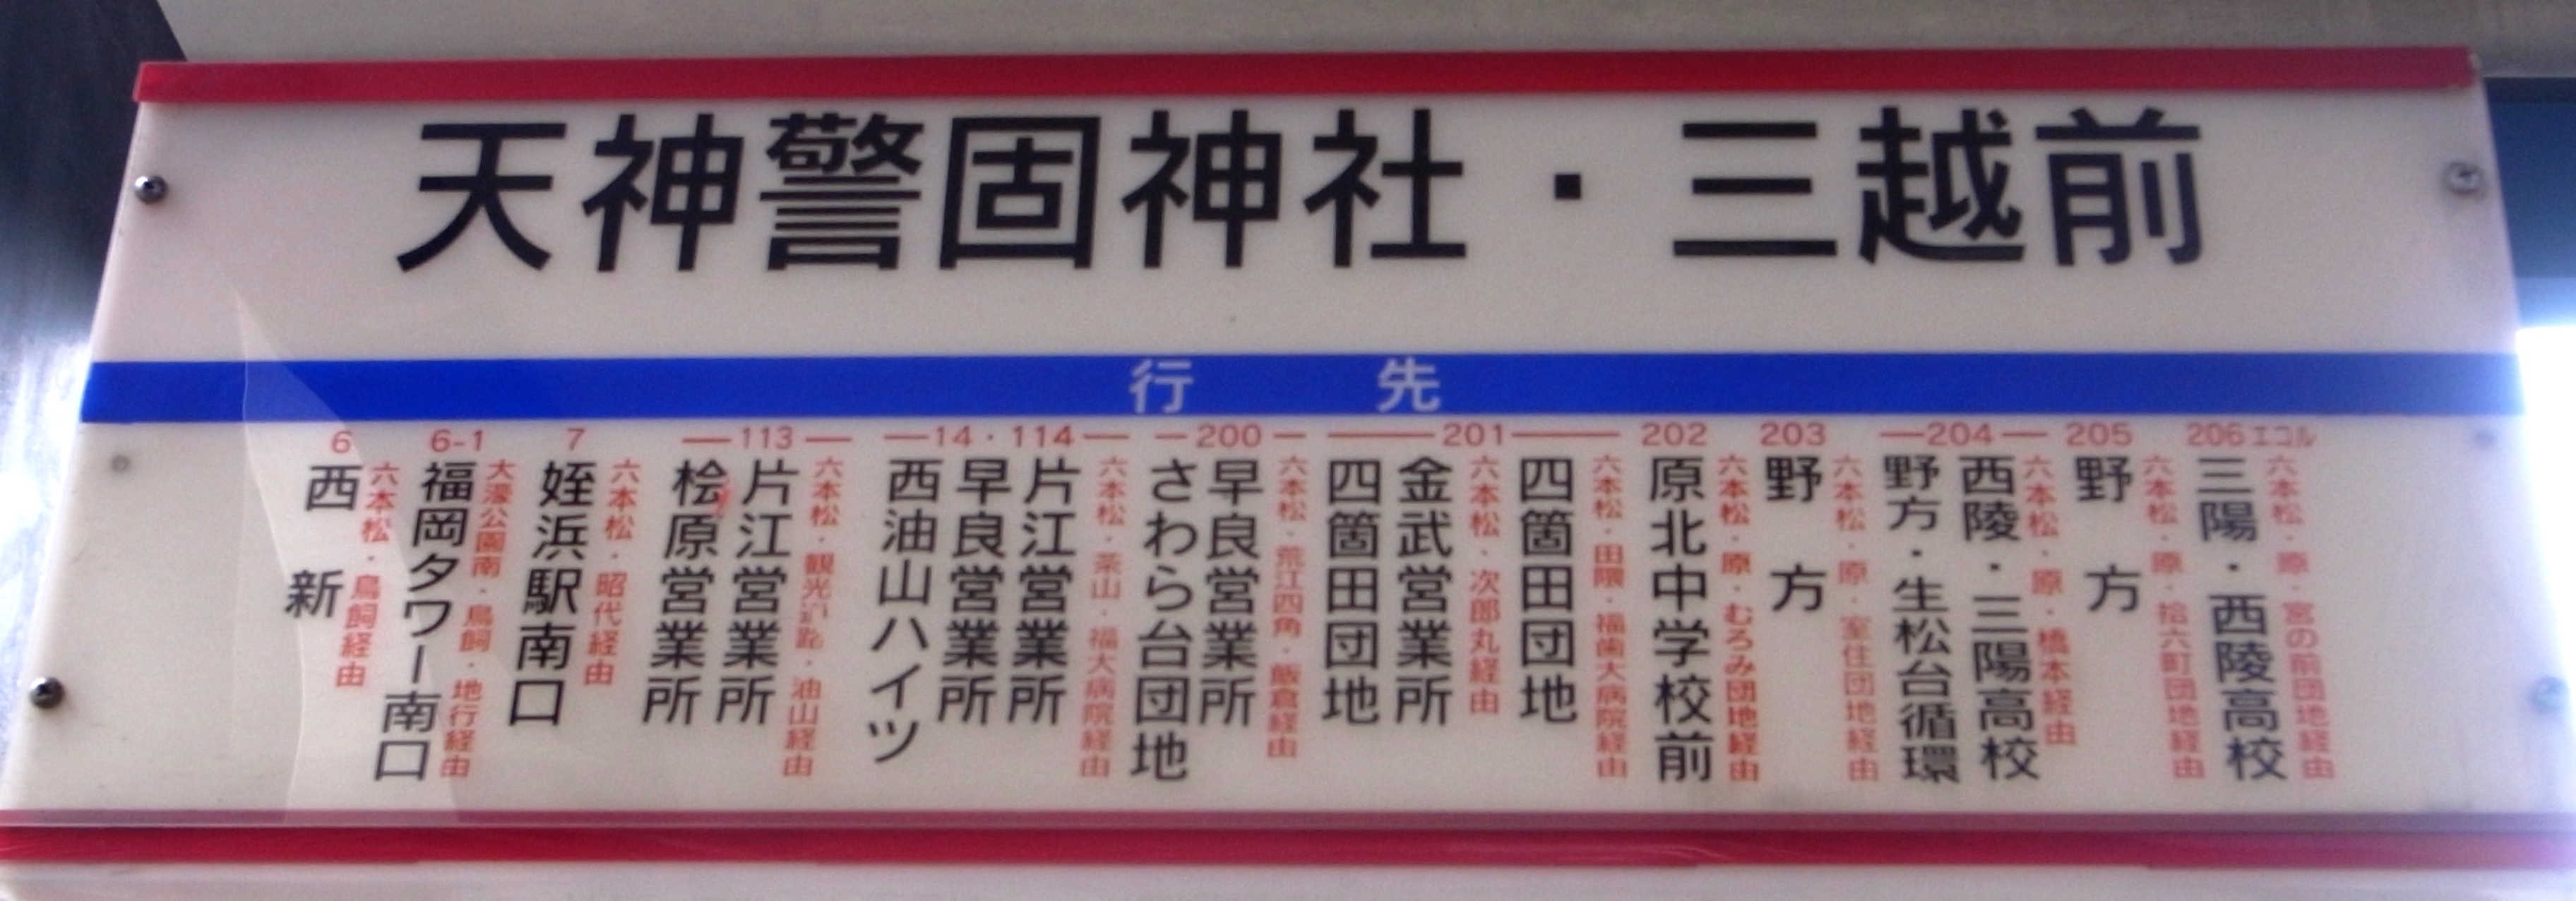 天神警固神社・三越前
行先
206エコル
六本松・原・宮の前団地経由
三陽・西陵高校
205
六本松・原・拾六町団地経由
野方
204
六本松・原・橋本経由
西陵・三陽高校
野方・生松台循環
203
六本松・原・室住団地経由
野方
202
六本松・原・むろみ団地経由
原北中学校前
201
六本松・田隈・福歯大病院経由
四箇田団地
六本松・次郎丸経由
金武営業所
四箇田団地
200
六本松・荒江四角・飯倉経由
早良営業所
さわら台団地
14・114
六本松・茶山・福大病院経由
片江営業所
早良営業所
西油山ハイツ
113
六本松・観光道路・油山経由
片江営業所
桧原営業所
7
六本松・昭代経由
姪浜駅南口
6-1
大濠公園南・鳥飼・地行経由
福岡タワー南口
6
六本松・鳥飼経由
西新